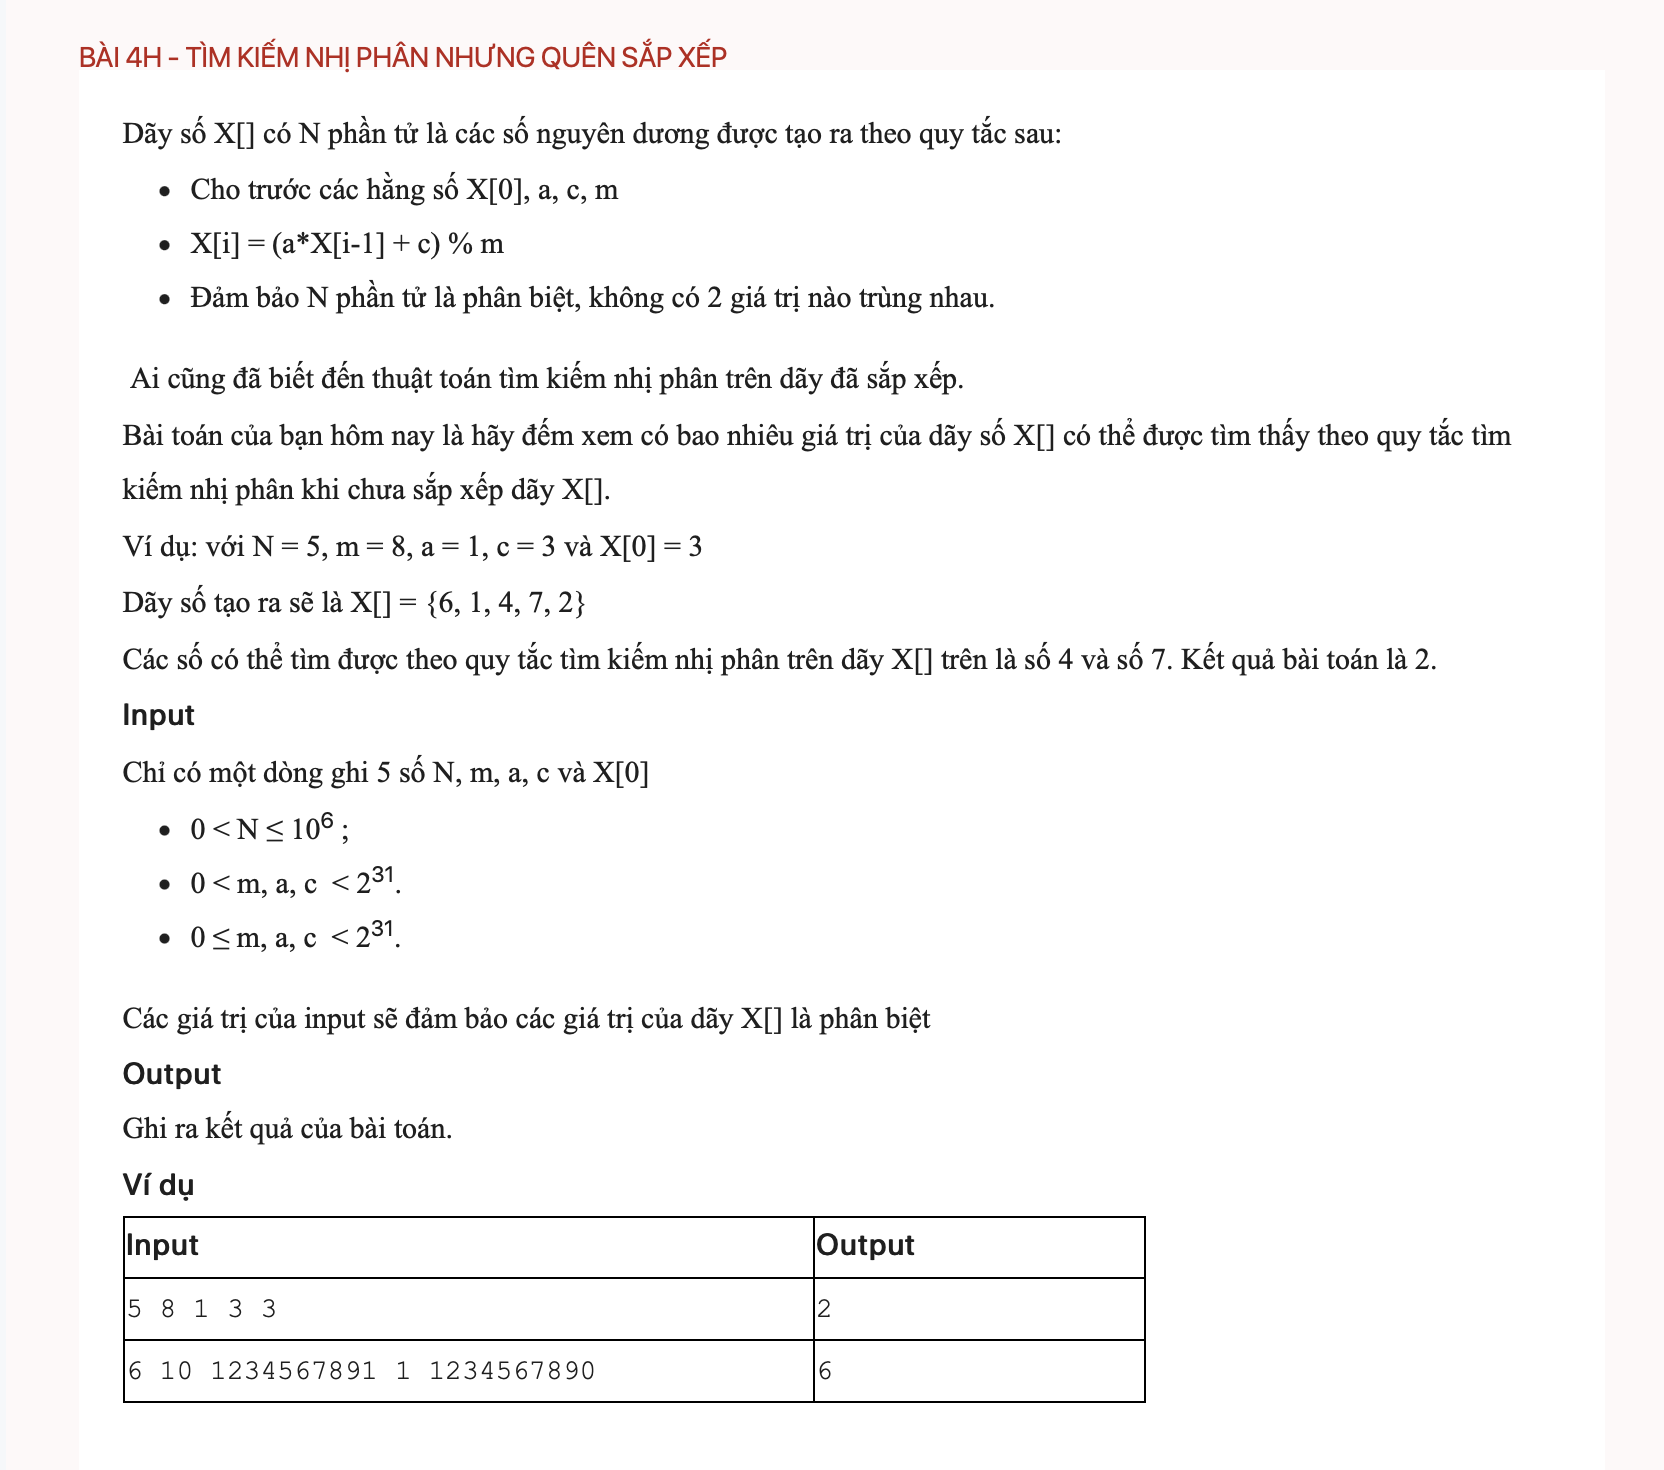 BÀI 4H - TÌM KIẾM NHỊ PHÂN NHƯNG QUÊN SẮP XẾP
Dãy số X[] có N phần tử là các số nguyên dương được tạo ra theo quy tắc sau:
• Cho trước các hằng số X[0], a, c, m
• X[i] = (a*X[i-1] + c) % m
• Đảm bảo N phần tử là phân biệt, không có 2 giá trị nào trùng nhau.
Ai cũng đã biết đến thuật toán tìm kiếm nhị phân trên dãy đã sắp xếp.
Bài toán của bạn hôm nay là hãy đếm xem có bao nhiêu giá trị của dãy số X[] có thể được tìm thấy theo quy tắc tìm
kiếm nhị phân khi chưa sắp xếp dãy X[].
Ví dụ: với N = 5, m = 8, a = 1, c = 3 và X[0] = 3
Dãy số tạo ra sẽ là X[] = {6, 1, 4, 7, 2}
Các số có thể tìm được theo quy tắc tìm kiếm nhị phân trên dãy X[] trên là số 4 và số 7. Kết quả bài toán là 2.
Input
Chỉ có một dòng ghi 5 số N, m, a, c và X[0]
• 0 < N ≤ 10⁶ ;
• 0 < m, a, c < 2³¹.
• 0 ≤ m, a, c < 2³¹.
Các giá trị của input sẽ đảm bảo các giá trị của dãy X[] là phân biệt
Output
Ghi ra kết quả của bài toán.
Ví dụ
Input Output
5 8 1 3 3 2
6 10 1234567891 1 1234567890 6